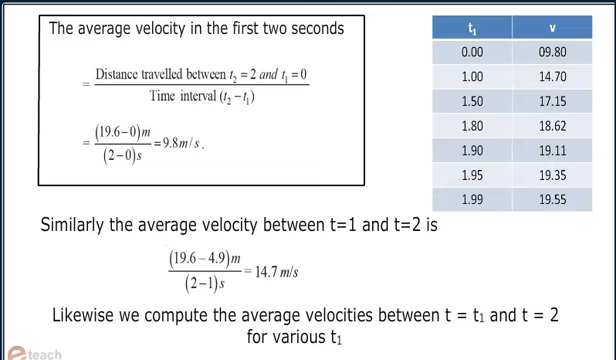 The average velocity in the first two seconds
= Distance travelled between t₂ = 2 and t₁ = 0 / Time interval (t₂ − t₁)
= (19.6 − 0)m / (2 − 0)s = 9.8 m/s.
t₁ v
0.00 09.80
1.00 14.70
1.50 17.15
1.80 18.62
1.90 19.11
1.95 19.35
1.99 19.55
Similarly the average velocity between t=1 and t=2 is
(19.6 − 4.9)m / (2 − 1)s = 14.7 m/s
Likewise we compute the average velocities between t = t₁ and t = 2
for various t₁
eteach